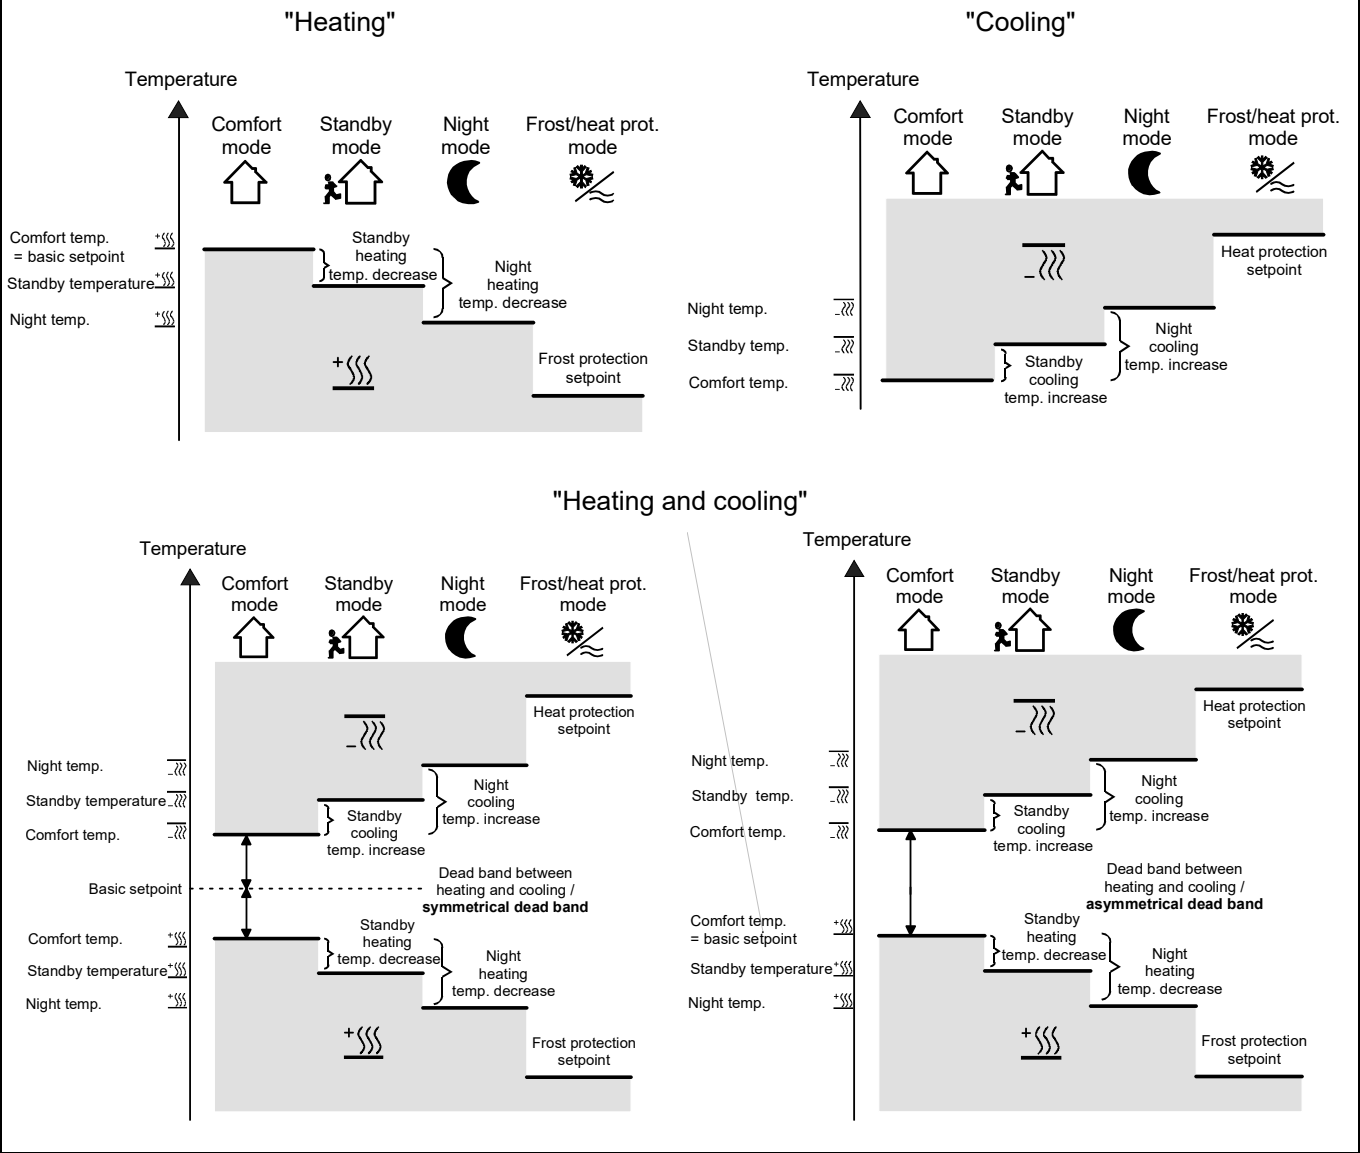 "Heating"
Temperature
Comfort mode
Standby mode
Night mode
Frost/heat prot. mode
Comfort temp.
= basic setpoint
Standby temperature
Night temp.
Standby
heating
temp. decrease
Night
heating
temp. decrease
Frost protection
setpoint
"Cooling"
Temperature
Comfort mode
Standby mode
Night mode
Frost/heat prot. mode
Heat protection
setpoint
Night temp.
Standby temp.
Comfort temp.
Night
cooling
temp. increase
Standby
cooling
temp. increase
"Heating and cooling"
Temperature
Comfort mode
Standby mode
Night mode
Frost/heat prot. mode
Heat protection
setpoint
Night temp.
Standby temperature
Comfort temp.
Night
cooling
temp. increase
Standby
cooling
temp. increase
Basic setpoint
Dead band between
heating and cooling /
symmetrical dead band
Comfort temp.
Standby temperature
Night temp.
Standby
heating
temp. decrease
Night
heating
temp. decrease
Frost protection
setpoint
Temperature
Comfort mode
Standby mode
Night mode
Frost/heat prot. mode
Heat protection
setpoint
Night temp.
Standby temp.
Comfort temp.
Night
cooling
temp. increase
Standby
cooling
temp. increase
Dead band between
heating and cooling /
asymmetrical dead band
Comfort temp.
= basic setpoint
Standby temperature
Night temp.
Standby
heating
temp. decrease
Night
heating
temp. decrease
Frost protection
setpoint